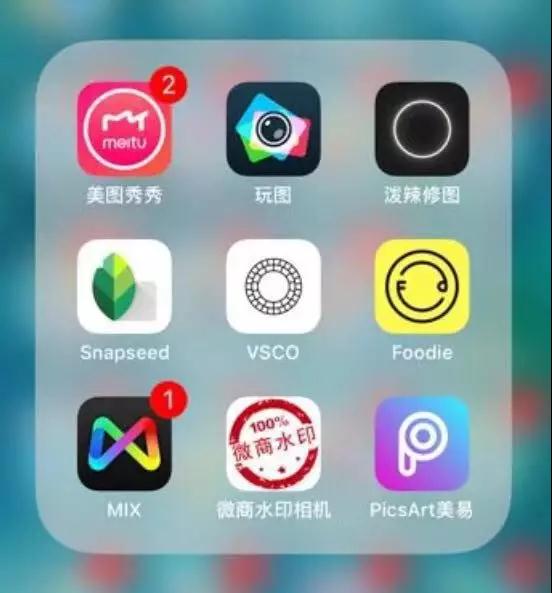 2
meitu
美图秀秀
玩图
泼辣修图
Snapseed
VSCO
F d
Foodie
1
MIX
100%
微商水印
微商水印相机
PicsArt美易